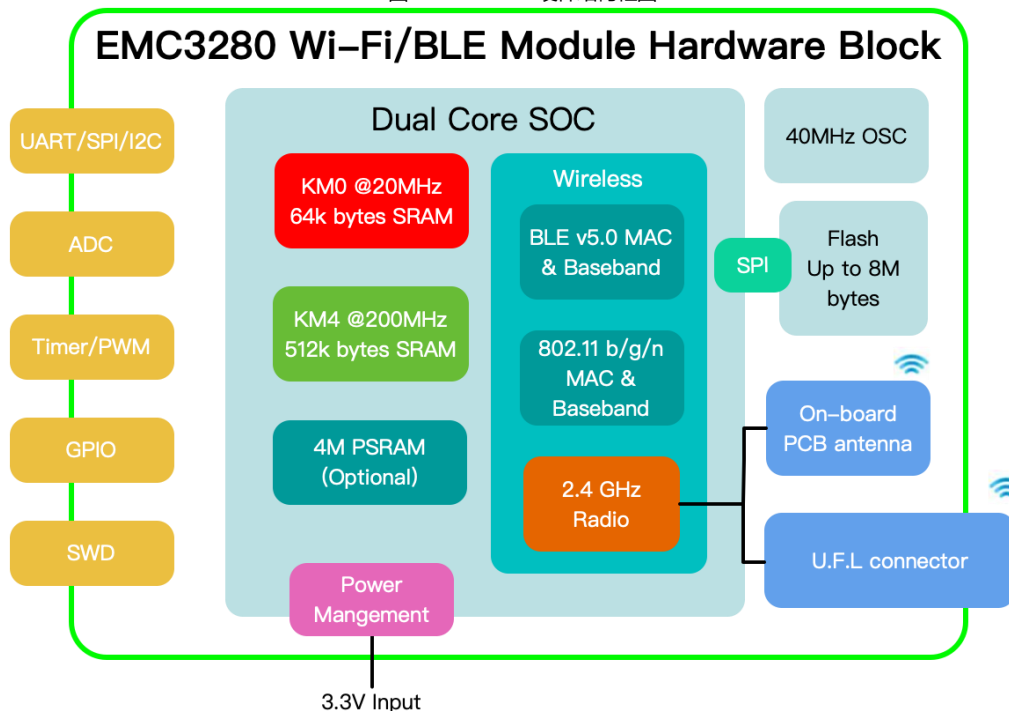 EMC3280 Wi-Fi/BLE Module Hardware Block
UART/SPI/I2C
ADC
Timer/PWM
GPIO
SWD
Dual Core SOC
KM0 @20MHz
64k bytes SRAM
KM4 @200MHz
512k bytes SRAM
4M PSRAM
(Optional)
Power
Mangement
3.3V Input
Wireless
BLE v5.0 MAC
& Baseband
802.11 b/g/n
MAC &
Baseband
2.4 GHz
Radio
40MHz OSC
SPI
Flash
Up to 8M
bytes
On-board
PCB antenna
U.F.L connector